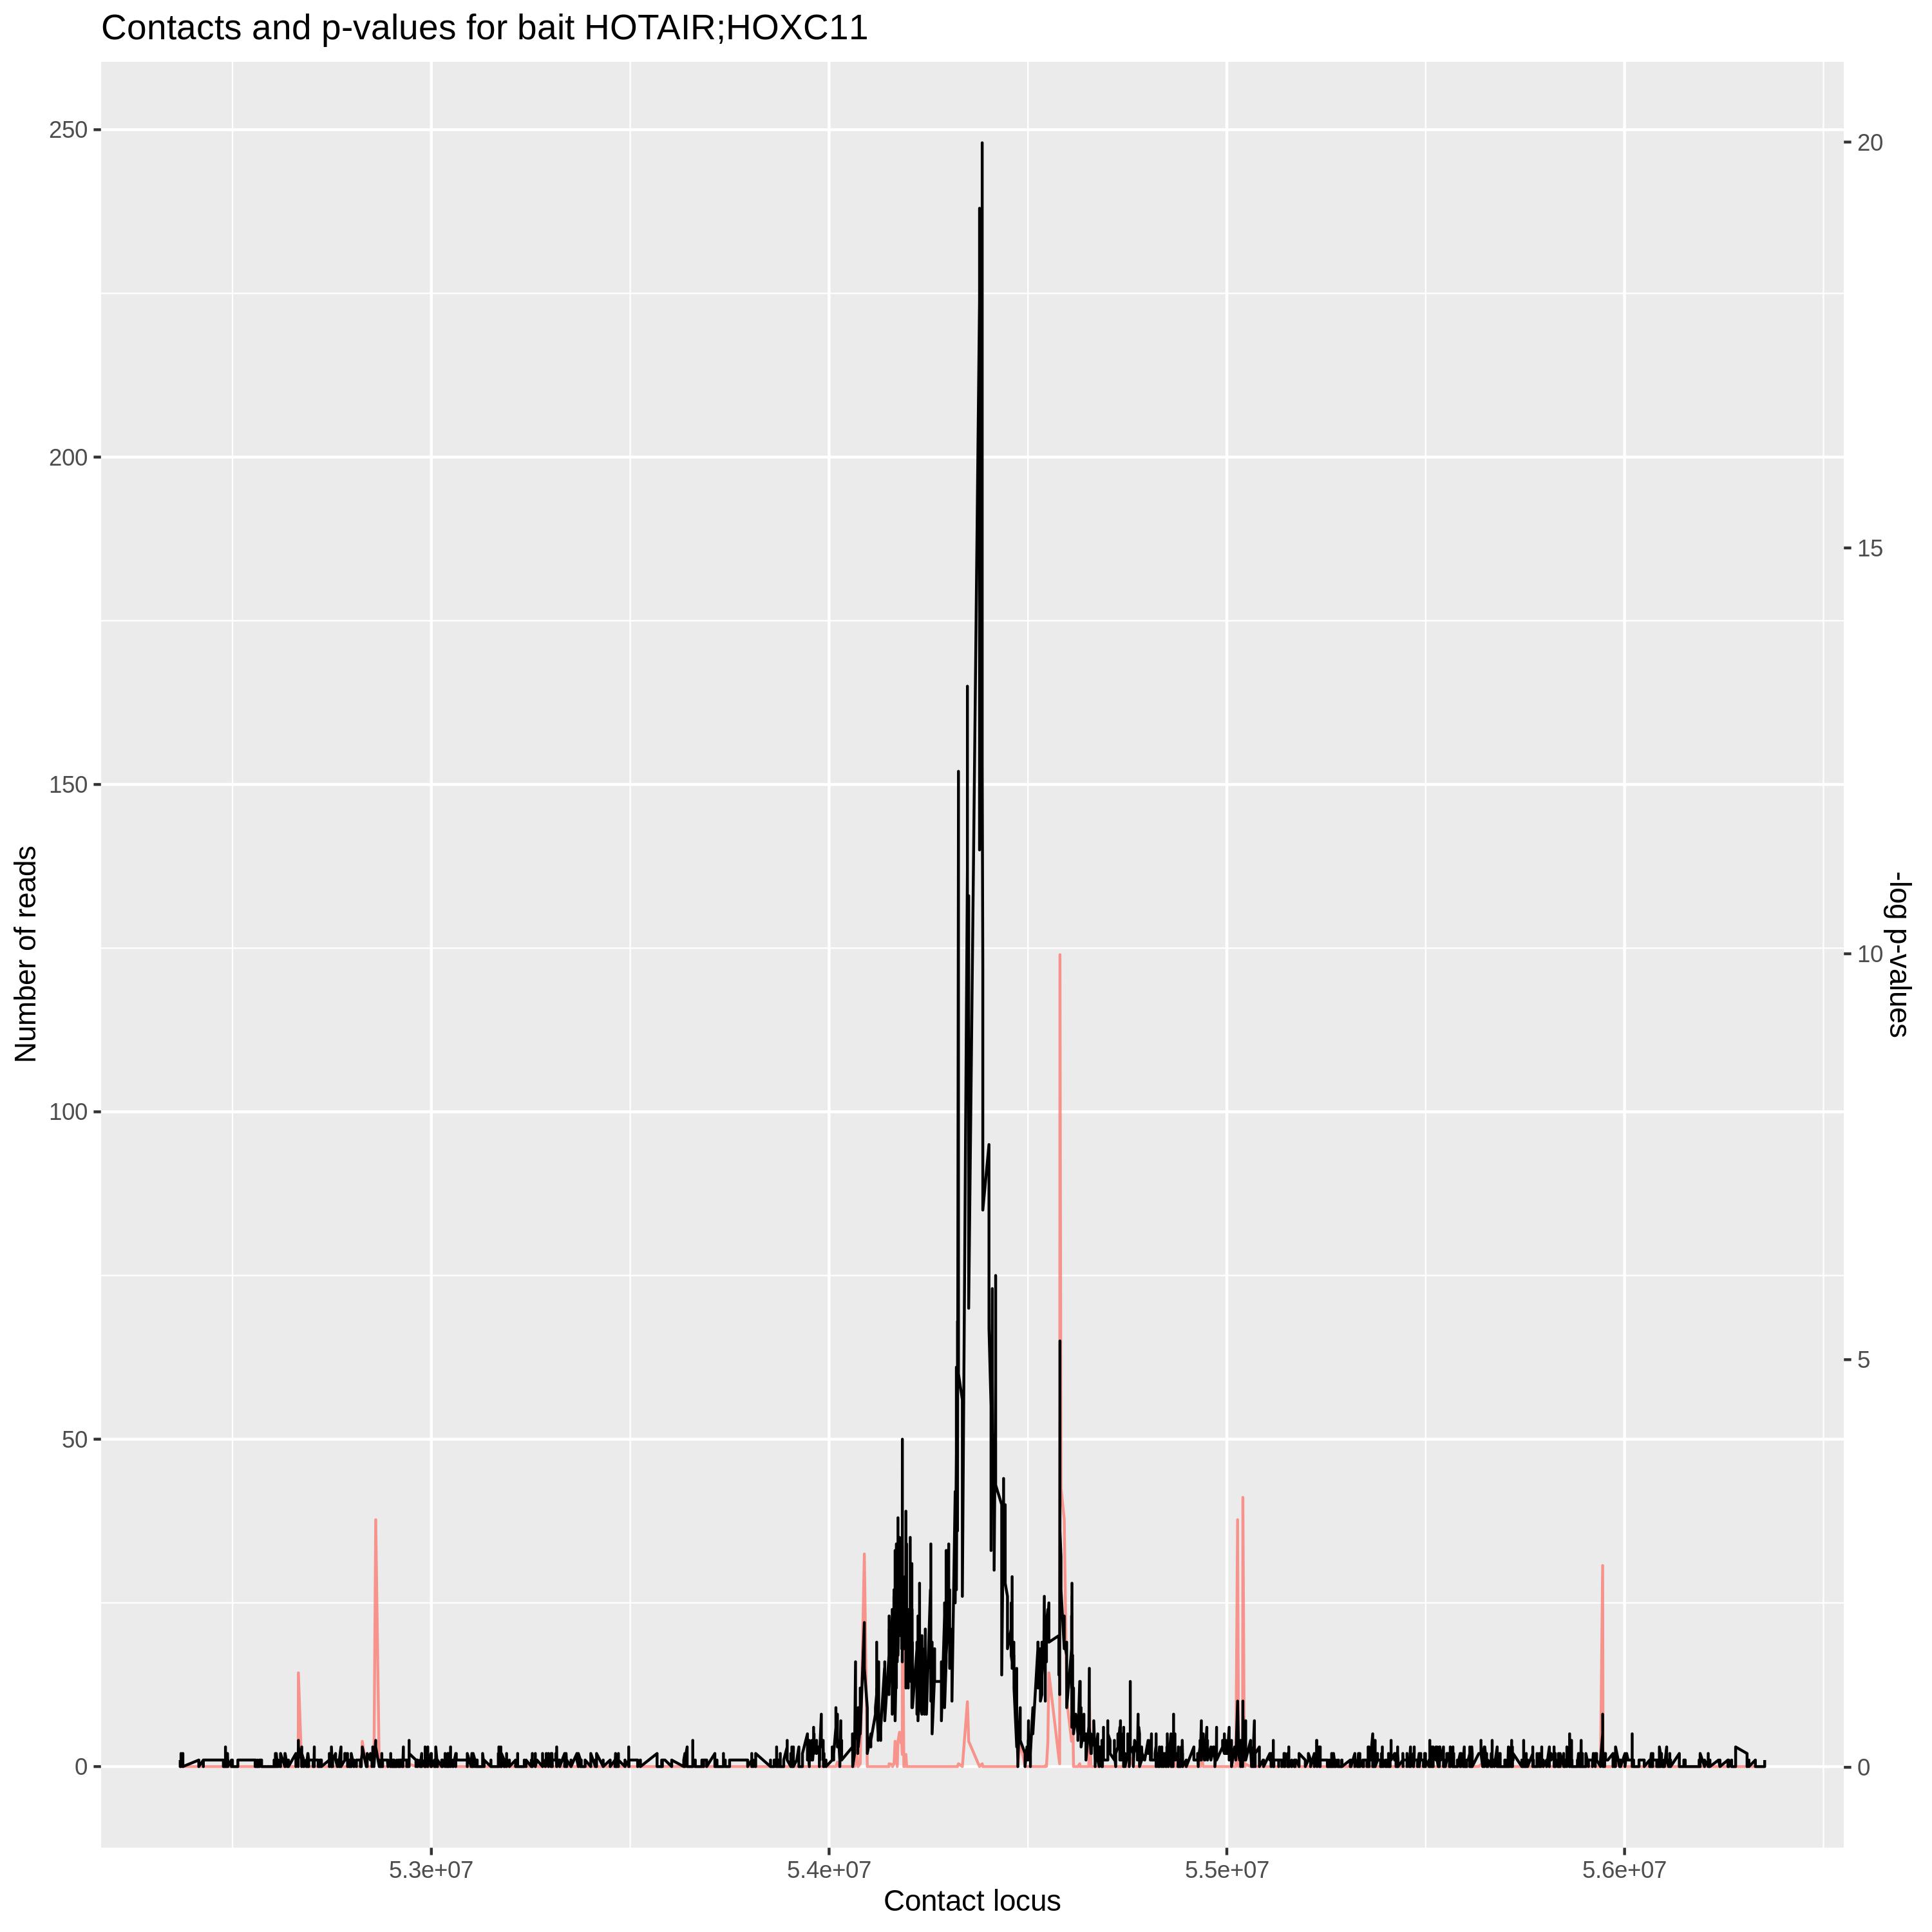 Contacts and p-values for bait HOTAIR;HOXC11
250
200
150
100
50
0
Number of reads
20
15
10
5
0
-log p-values
5.3e+07
5.4e+07
5.5e+07
5.6e+07
Contact locus